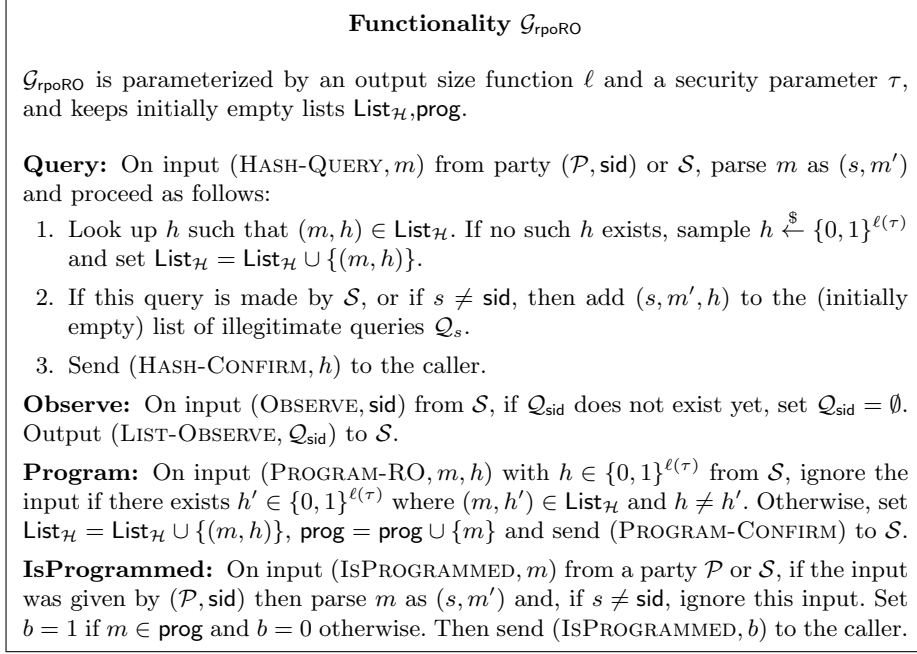 Functionality 𝒢rpoRO
𝒢rpoRO is parameterized by an output size function ℓ and a security parameter τ,
and keeps initially empty lists Listℋ,prog.
Query: On input (HASH-QUERY, m) from party (𝒫, sid) or 𝒮, parse m as (s, m′)
and proceed as follows:
1. Look up h such that (m, h) ∈ Listℋ. If no such h exists, sample h ←$ {0, 1}^ℓ(τ)
and set Listℋ = Listℋ ∪ {(m, h)}.
2. If this query is made by 𝒮, or if s ≠ sid, then add (s, m′, h) to the (initially
empty) list of illegitimate queries 𝒬s.
3. Send (HASH-CONFIRM, h) to the caller.
Observe: On input (OBSERVE, sid) from 𝒮, if 𝒬sid does not exist yet, set 𝒬sid = ∅.
Output (LIST-OBSERVE, 𝒬sid) to 𝒮.
Program: On input (PROGRAM-RO, m, h) with h ∈ {0, 1}^ℓ(τ) from 𝒮, ignore the
input if there exists h′ ∈ {0, 1}^ℓ(τ) where (m, h′) ∈ Listℋ and h ≠ h′. Otherwise, set
Listℋ = Listℋ ∪ {(m, h)}, prog = prog ∪ {m} and send (PROGRAM-CONFIRM) to 𝒮.
IsProgrammed: On input (ISPROGRAMMED, m) from a party 𝒫 or 𝒮, if the input
was given by (𝒫, sid) then parse m as (s, m′) and, if s ≠ sid, ignore this input. Set
b = 1 if m ∈ prog and b = 0 otherwise. Then send (ISPROGRAMMED, b) to the caller.